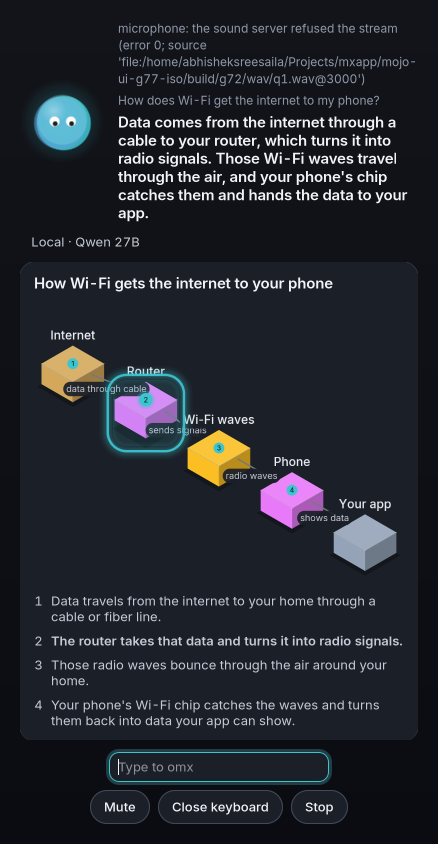 microphone: the sound server refused the stream
(error 0; source
'file:/home/abhisheksreesaila/Projects/mxapp/mojo-
ui-g77-iso/build/g72/wav/q1.wav@3000')
How does Wi-Fi get the internet to my phone?
Data comes from the internet through a
cable to your router, which turns it into
radio signals. Those Wi-Fi waves travel
through the air, and your phone's chip
catches them and hands the data to your
app.
Local · Qwen 27B
How Wi-Fi gets the internet to your phone
Internet
1
data through cable
Router
2
sends signals
Wi-Fi waves
3
radio waves
Phone
4
shows data
Your app
1 Data travels from the internet to your home through a
cable or fiber line.
2 The router takes that data and turns it into radio signals.
3 Those radio waves bounce through the air around your
home.
4 Your phone's Wi-Fi chip catches the waves and turns
them back into data your app can show.
Type to omx
Mute
Close keyboard
Stop